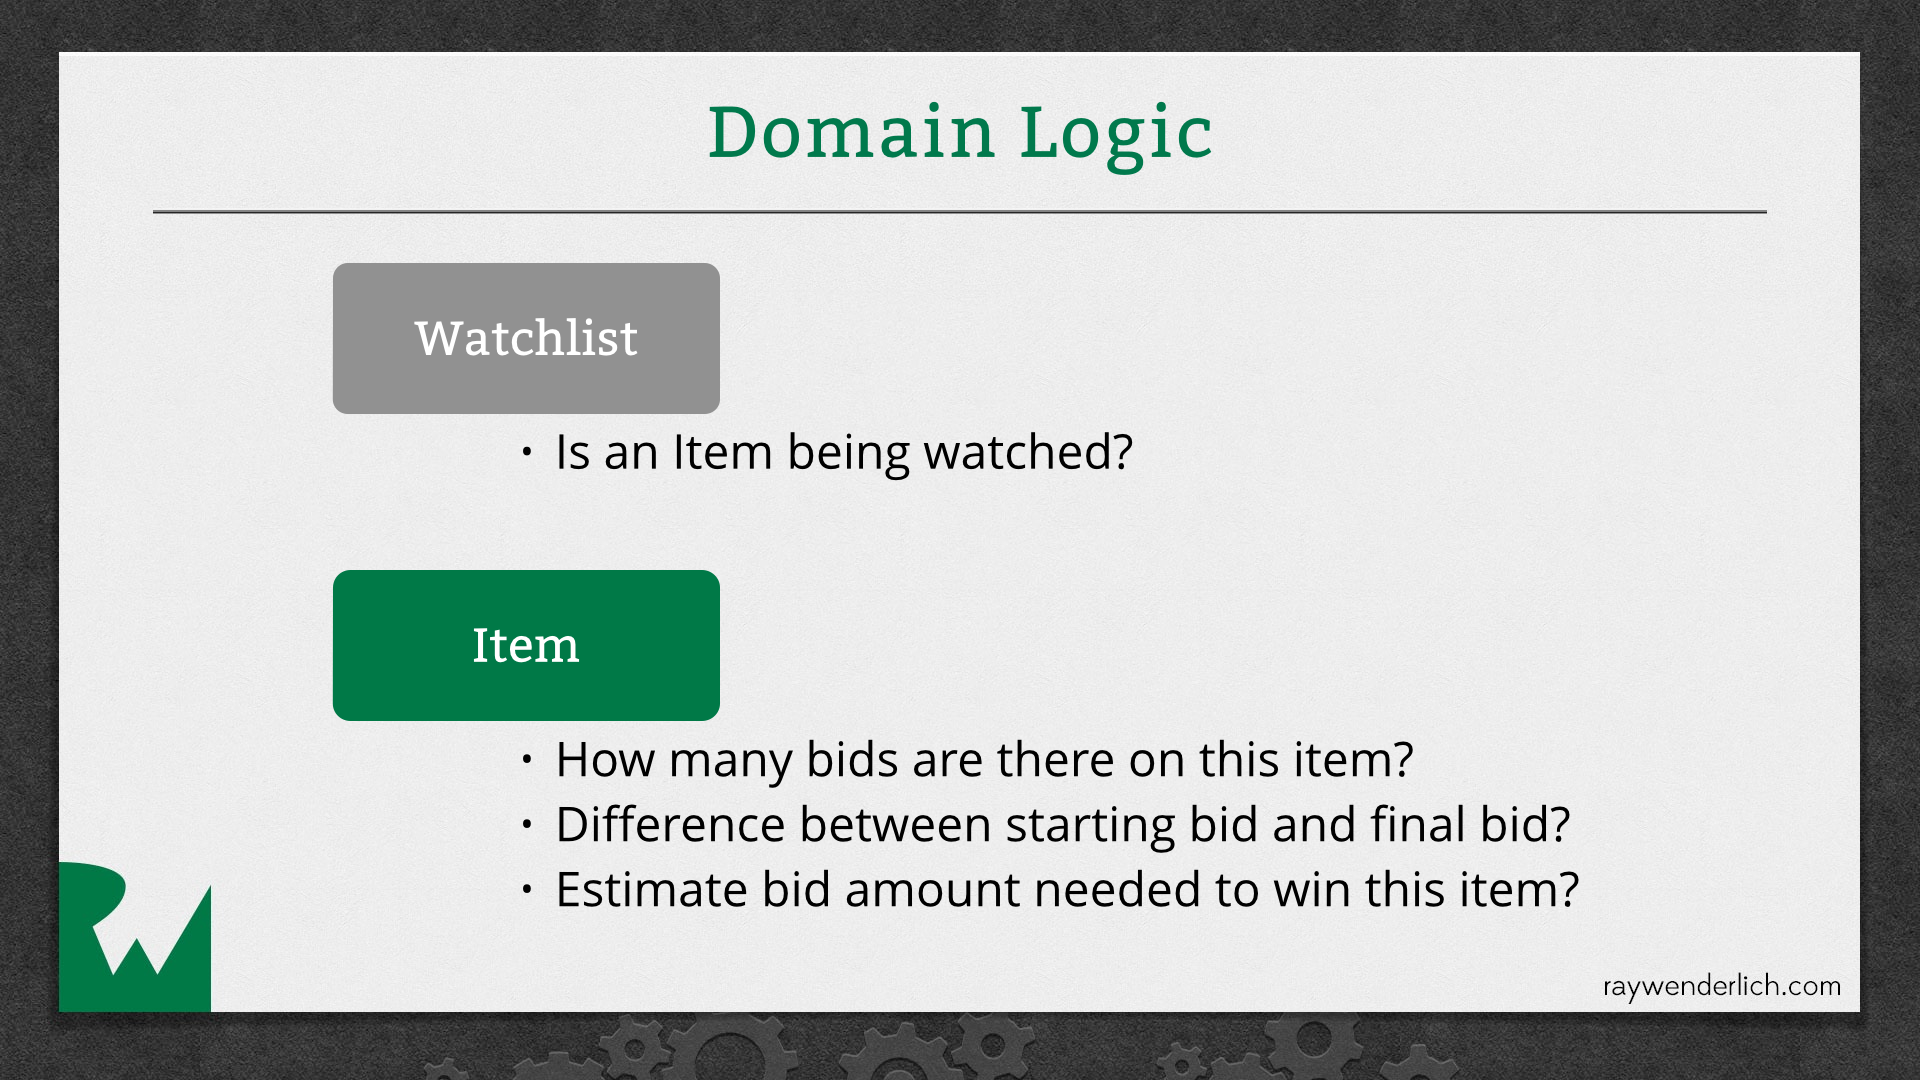 Domain Logic
Watchlist
• Is an Item being watched?
Item
• How many bids are there on this item?
• Difference between starting bid and final bid?
• Estimate bid amount needed to win this item?
RW
raywenderlich.com